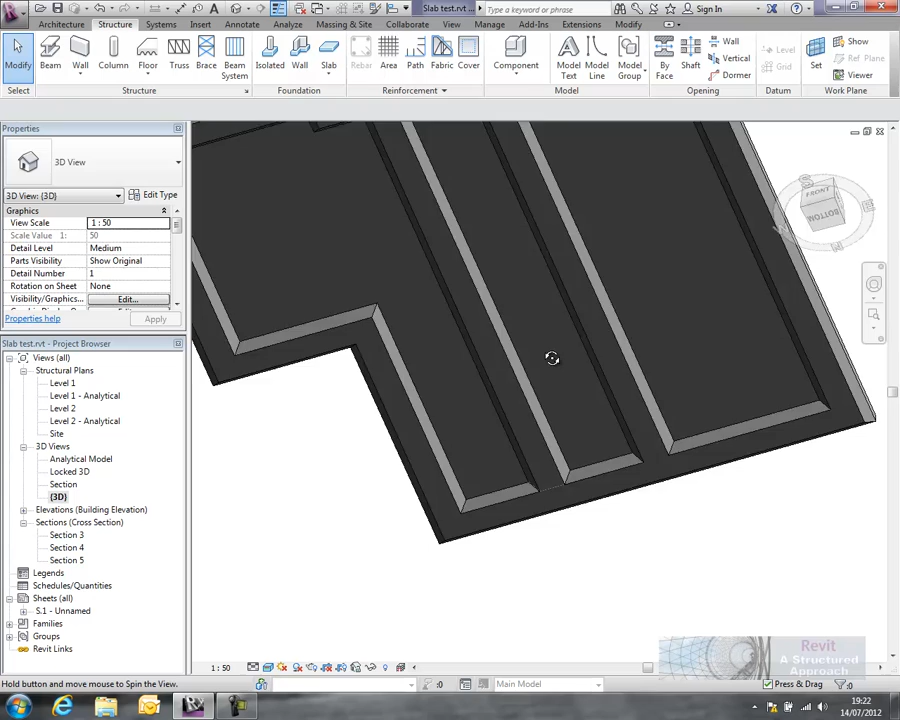 Slab test.rvt ...
Type a keyword or phrase
Sign In
Architecture Structure Systems Insert Annotate Analyze Massing & Site Collaborate View Manage Add-Ins Extensions Modify
Modify Beam Wall Column Floor Truss Brace Beam System Isolated Wall Slab Rebar Area Path Fabric Cover Component Model Text Model Line Model Group By Face Shaft Wall Vertical Dormer Level Grid Set Show Ref Plane Viewer
Select Structure Foundation Reinforcement Model Opening Datum Work Plane
Properties
3D View
3D View: {3D} Edit Type
Graphics
View Scale 1 : 50
Scale Value 1: 50
Detail Level Medium
Parts Visibility Show Original
Detail Number 1
Rotation on Sheet None
Visibility/Graphics... Edit...
Properties help Apply
Slab test.rvt - Project Browser
Views (all)
Structural Plans
Level 1
Level 1 - Analytical
Level 2
Level 2 - Analytical
Site
3D Views
Analytical Model
Locked 3D
Section
{3D}
Elevations (Building Elevation)
Sections (Cross Section)
Section 3
Section 4
Section 5
Legends
Schedules/Quantities
Sheets (all)
S.1 - Unnamed
Families
Groups
Revit Links
S
W
E
FRONT
BOTTOM
Revit
A Structured
Approach
1 : 50
Hold button and move mouse to Spin the View.
:0
Main Model
Press & Drag
:0
19:22
14/07/2012